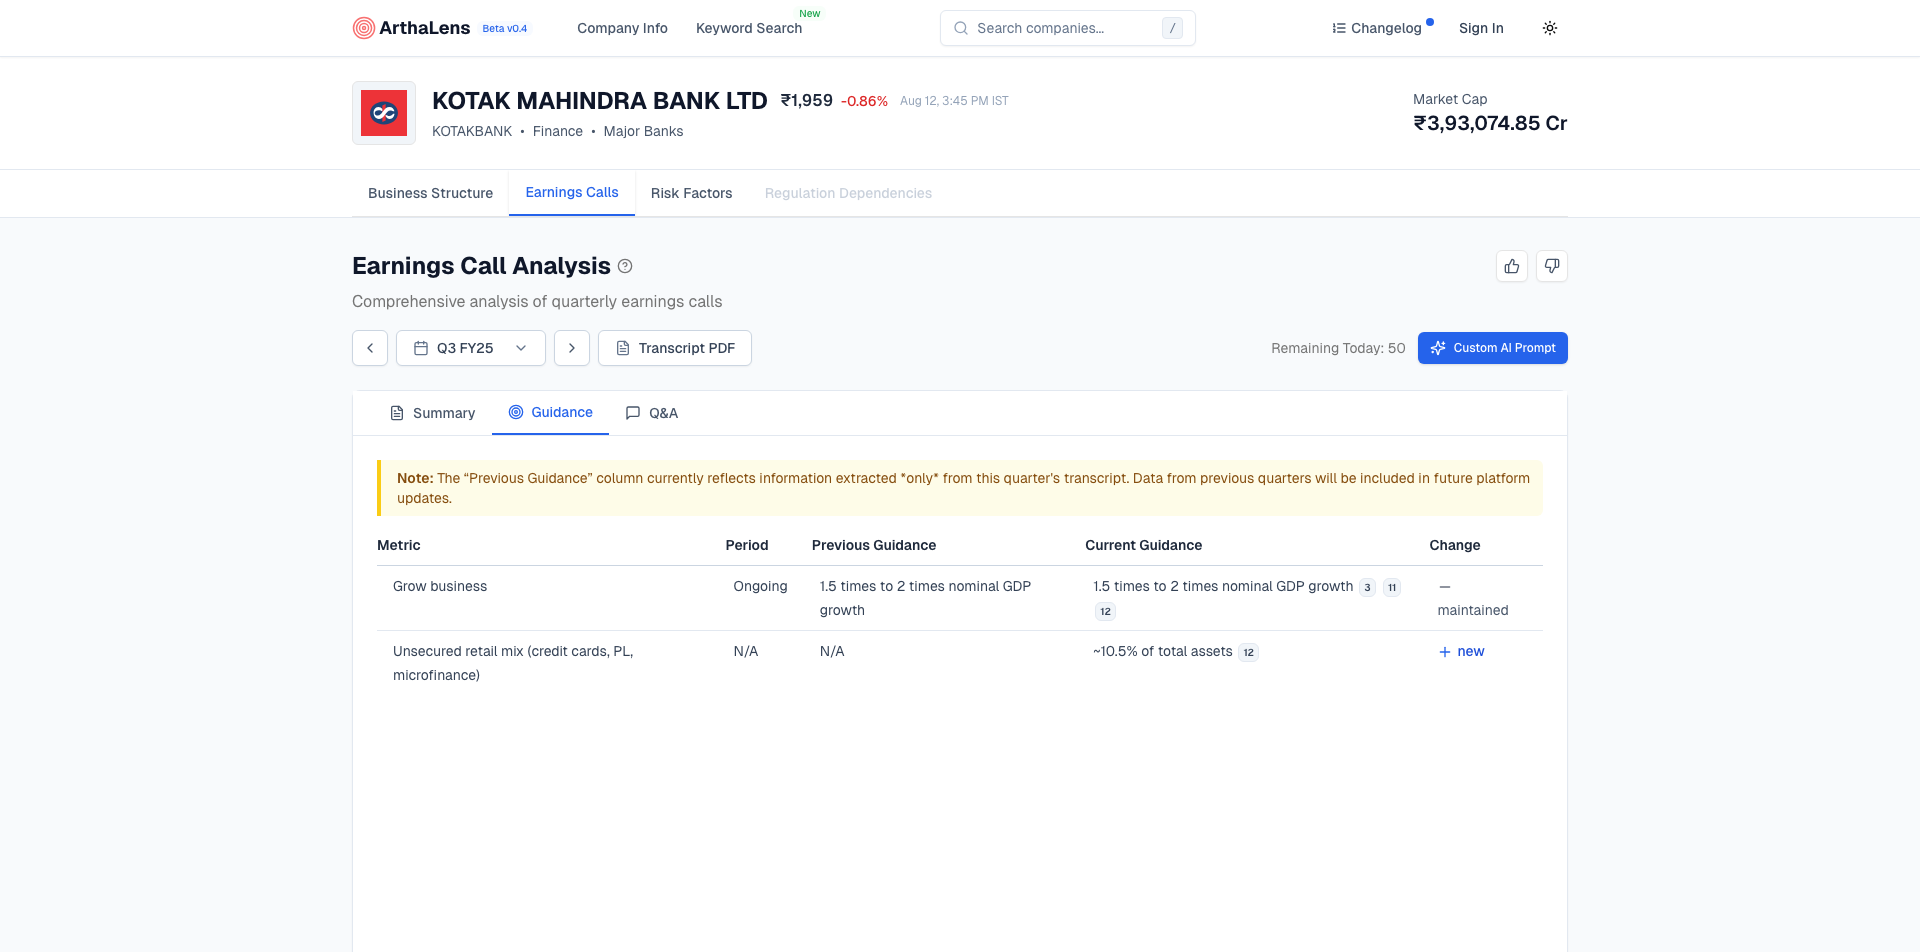 ArthaLens Beta v0.4 Company Info Keyword Search New Search companies... / Changelog Sign In
KOTAK MAHINDRA BANK LTD ₹1,959 -0.86% Aug 12, 3:45 PM IST
KOTAKBANK • Finance • Major Banks
Market Cap
₹3,93,074.85 Cr
Business Structure Earnings Calls Risk Factors Regulation Dependencies
Earnings Call Analysis
Comprehensive analysis of quarterly earnings calls
Q3 FY25 Transcript PDF Remaining Today: 50 Custom AI Prompt
Summary Guidance Q&A
Note: The “Previous Guidance” column currently reflects information extracted *only* from this quarter's transcript. Data from previous quarters will be included in future platform
updates.
Metric Period Previous Guidance Current Guidance Change
Grow business Ongoing 1.5 times to 2 times nominal GDP 1.5 times to 2 times nominal GDP growth 3 11 —
growth 12 maintained
Unsecured retail mix (credit cards, PL, N/A N/A ~10.5% of total assets 12 + new
microfinance)